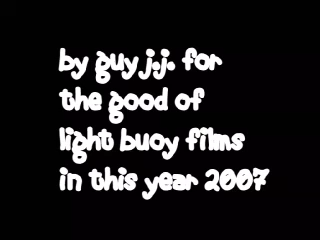 by guy j.j. for
the good of
light buoy films
in this year 2007